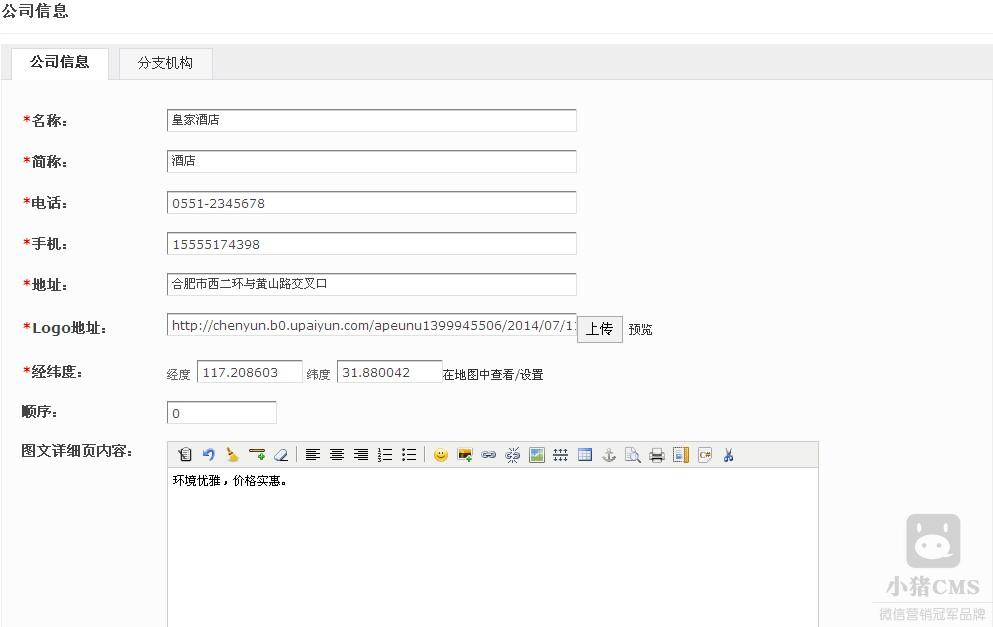 公司信息
公司信息 分支机构
*名称： 皇家酒店
*简称： 酒店
*电话： 0551-2345678
*手机： 15555174398
*地址： 合肥市西二环与黄山路交叉口
*Logo地址： http://chenyun.b0.upaiyun.com/apeunu1399945506/2014/07/1 上传 预览
*经纬度： 经度 117.208603 纬度 31.880042 在地图中查看/设置
顺序： 0
图文详细页内容：
环境优雅，价格实惠。
小猪CMS
微信营销冠军品牌